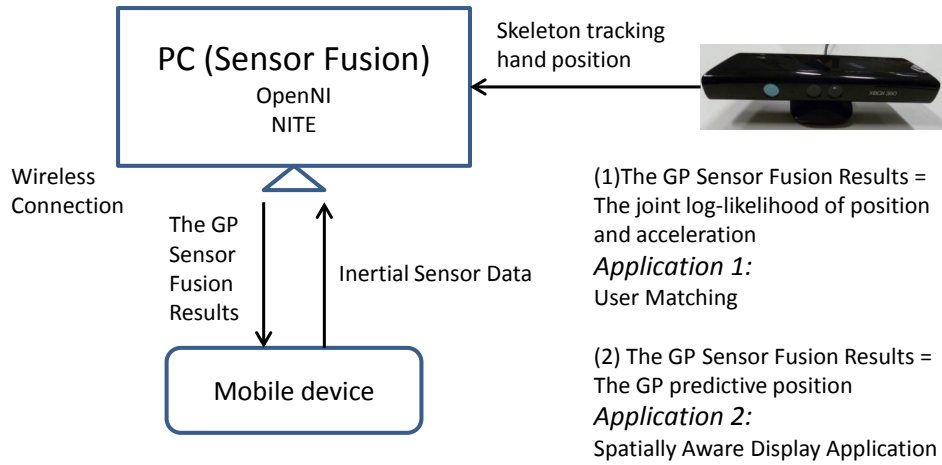 PC (Sensor Fusion)
OpenNI
NITE
Skeleton tracking
hand position
XBOX 360
Wireless
Connection
The GP
Sensor
Fusion
Results
Inertial Sensor Data
Mobile device
(1)The GP Sensor Fusion Results =
The joint log-likelihood of position
and acceleration
Application 1:
User Matching
(2) The GP Sensor Fusion Results =
The GP predictive position
Application 2:
Spatially Aware Display Application